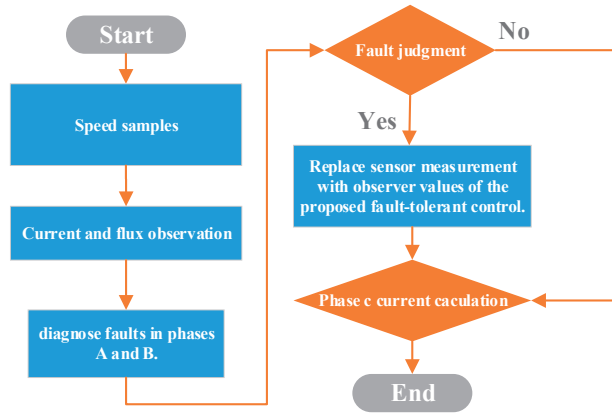 Start
Speed samples
Current and flux observation
diagnose faults in phases
A and B.
Fault judgment
No
Yes
Replace sensor measurement
with observer values of the
proposed fault-tolerant control.
Phase c current caculation
End